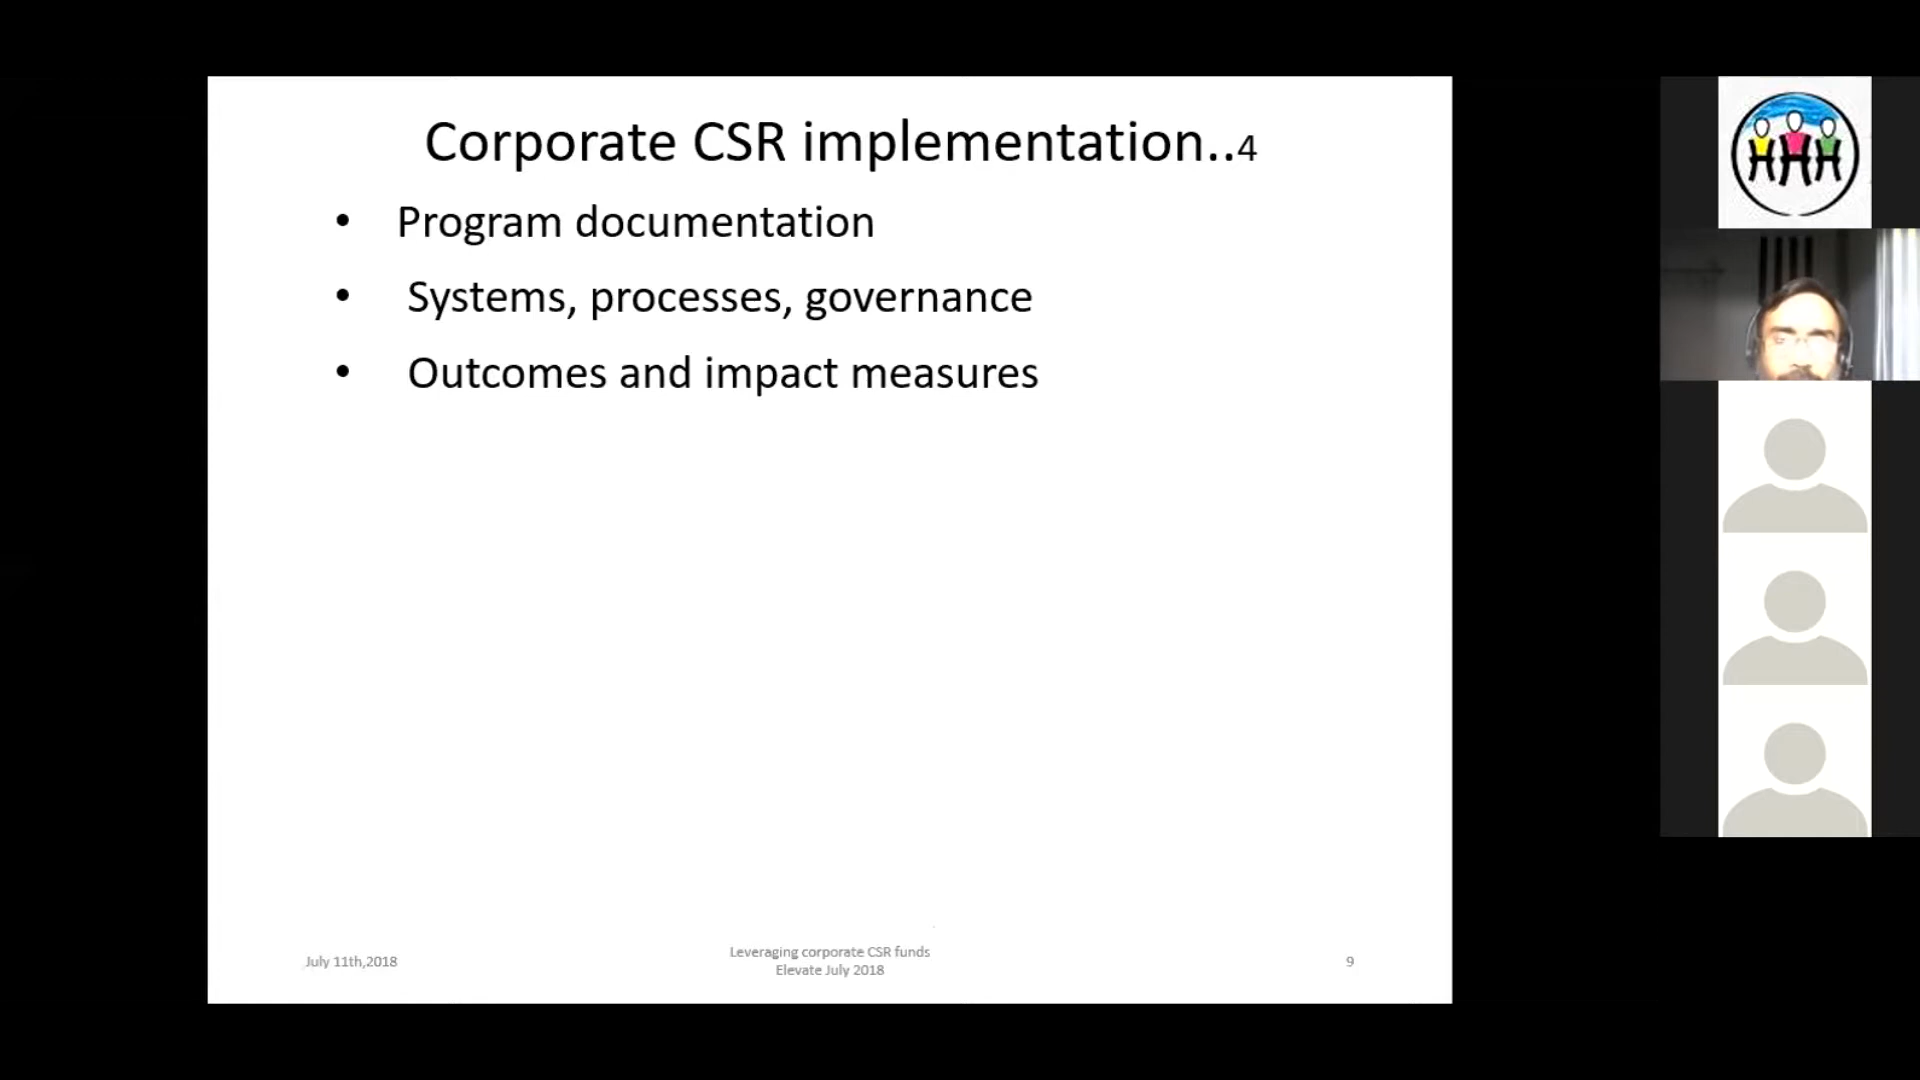 Corporate CSR implementation..4
• Program documentation
• Systems, processes, governance
• Outcomes and impact measures
July 11th,2018
Leveraging corporate CSR funds
Elevate July 2018
9